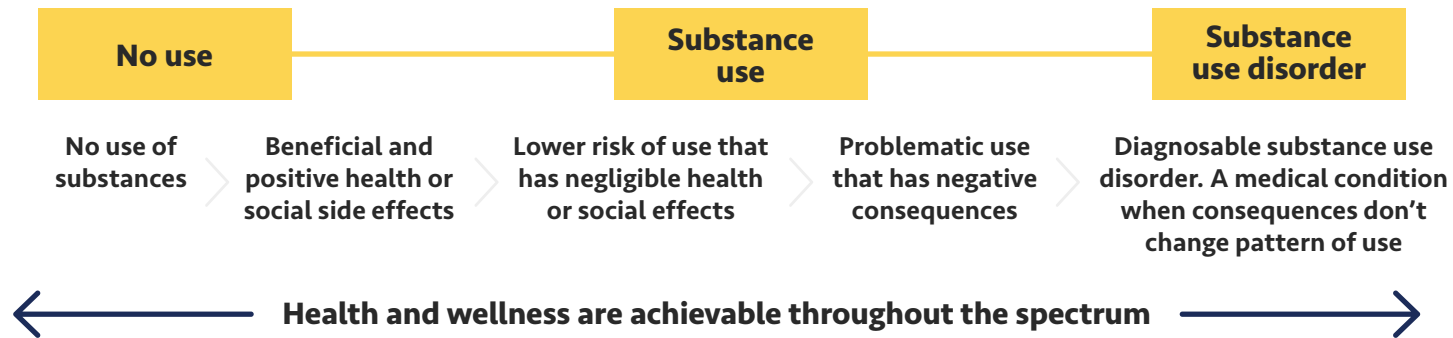 No use
Substance
use
Substance
use disorder
No use of
substances
Beneficial and
positive health or
social side effects
Lower risk of use that
has negligible health
or social effects
Problematic use
that has negative
consequences
Diagnosable substance use
disorder. A medical condition
when consequences don’t
change pattern of use
Health and wellness are achievable throughout the spectrum